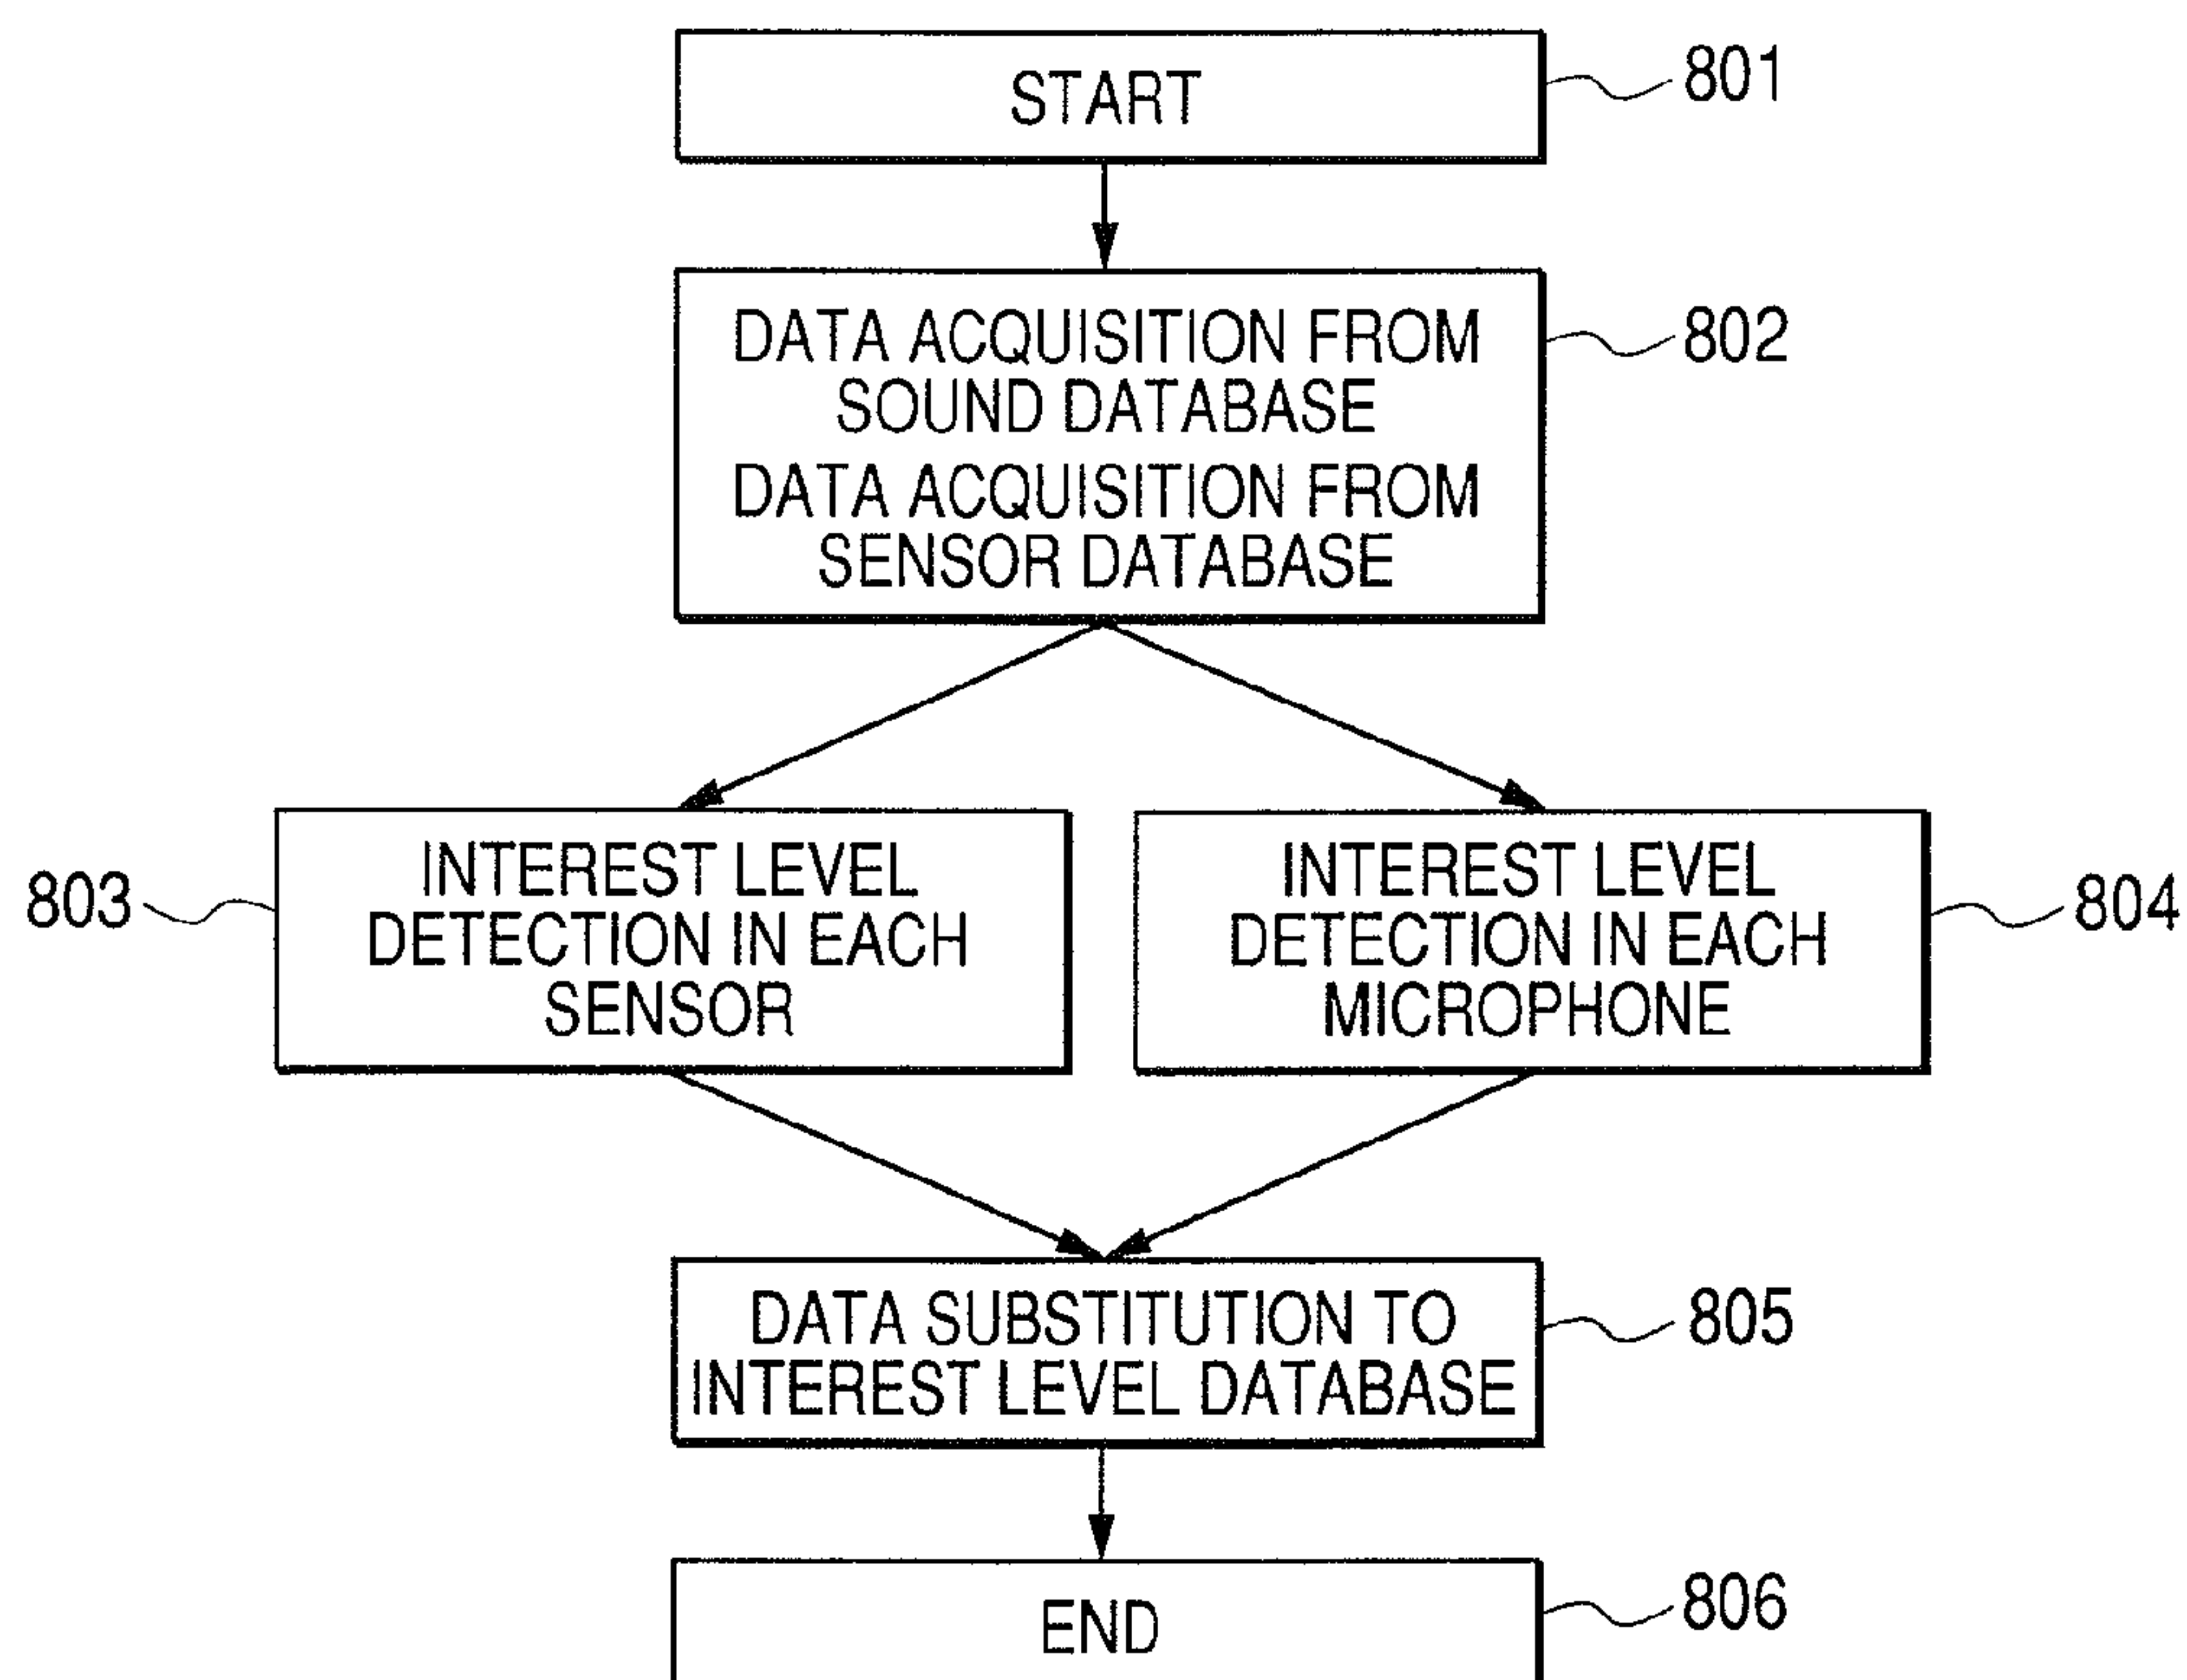 START
801
DATA ACQUISITION FROM
SOUND DATABASE
DATA ACQUISITION FROM
SENSOR DATABASE
802
803
INTEREST LEVEL
DETECTION IN EACH
SENSOR
INTEREST LEVEL
DETECTION IN EACH
MICROPHONE
804
DATA SUBSTITUTION TO
INTEREST LEVEL DATABASE
805
END
806